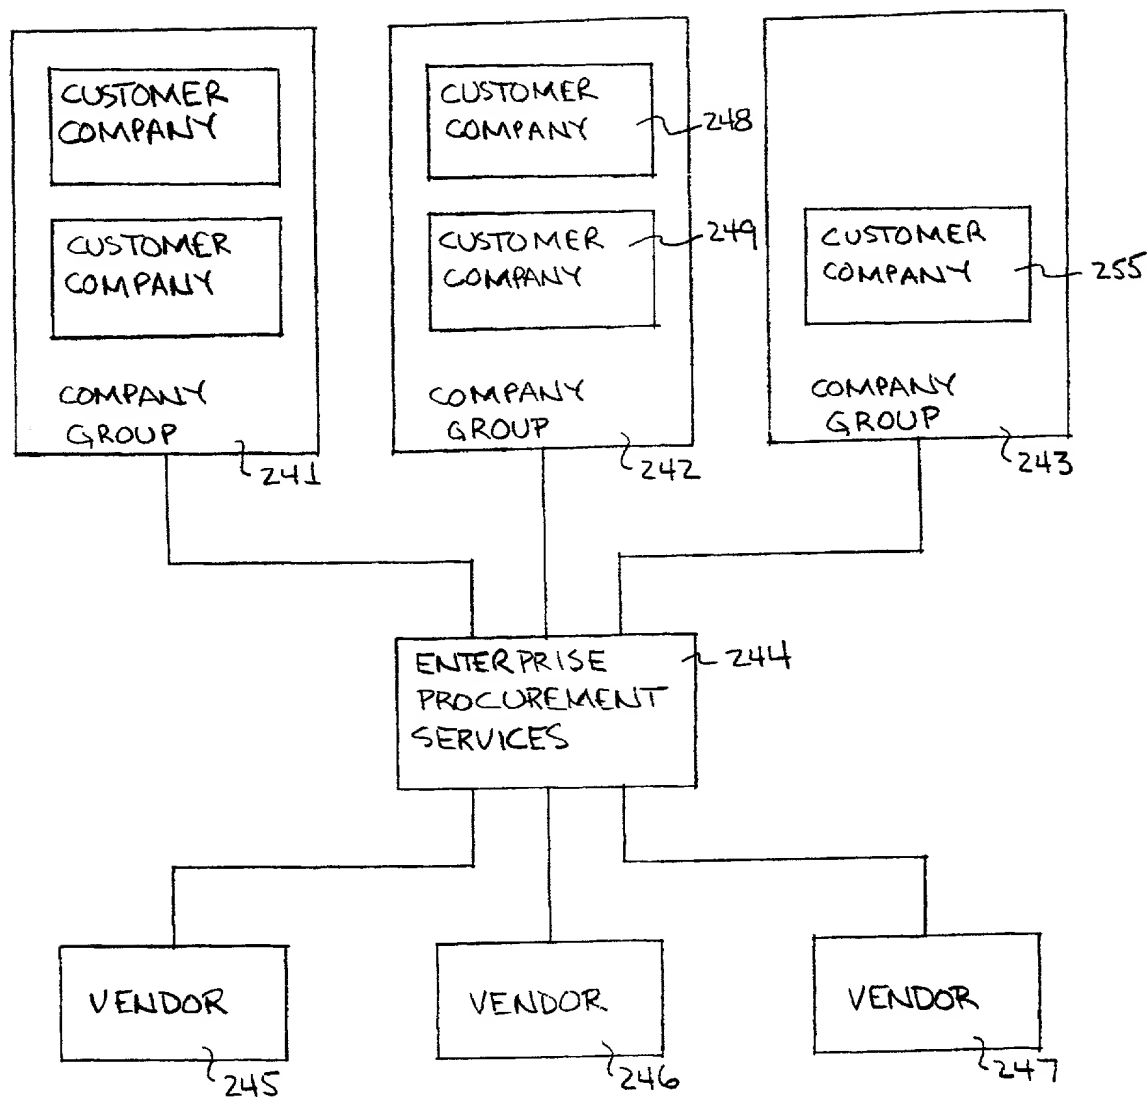 CUSTOMER
COMPANY
CUSTOMER
COMPANY
COMPANY
GROUP
241
CUSTOMER
COMPANY
248
CUSTOMER
COMPANY
249
COMPANY
GROUP
242
CUSTOMER
COMPANY
255
COMPANY
GROUP
243
ENTERPRISE
PROCUREMENT
SERVICES
244
VENDOR
245
VENDOR
246
VENDOR
247